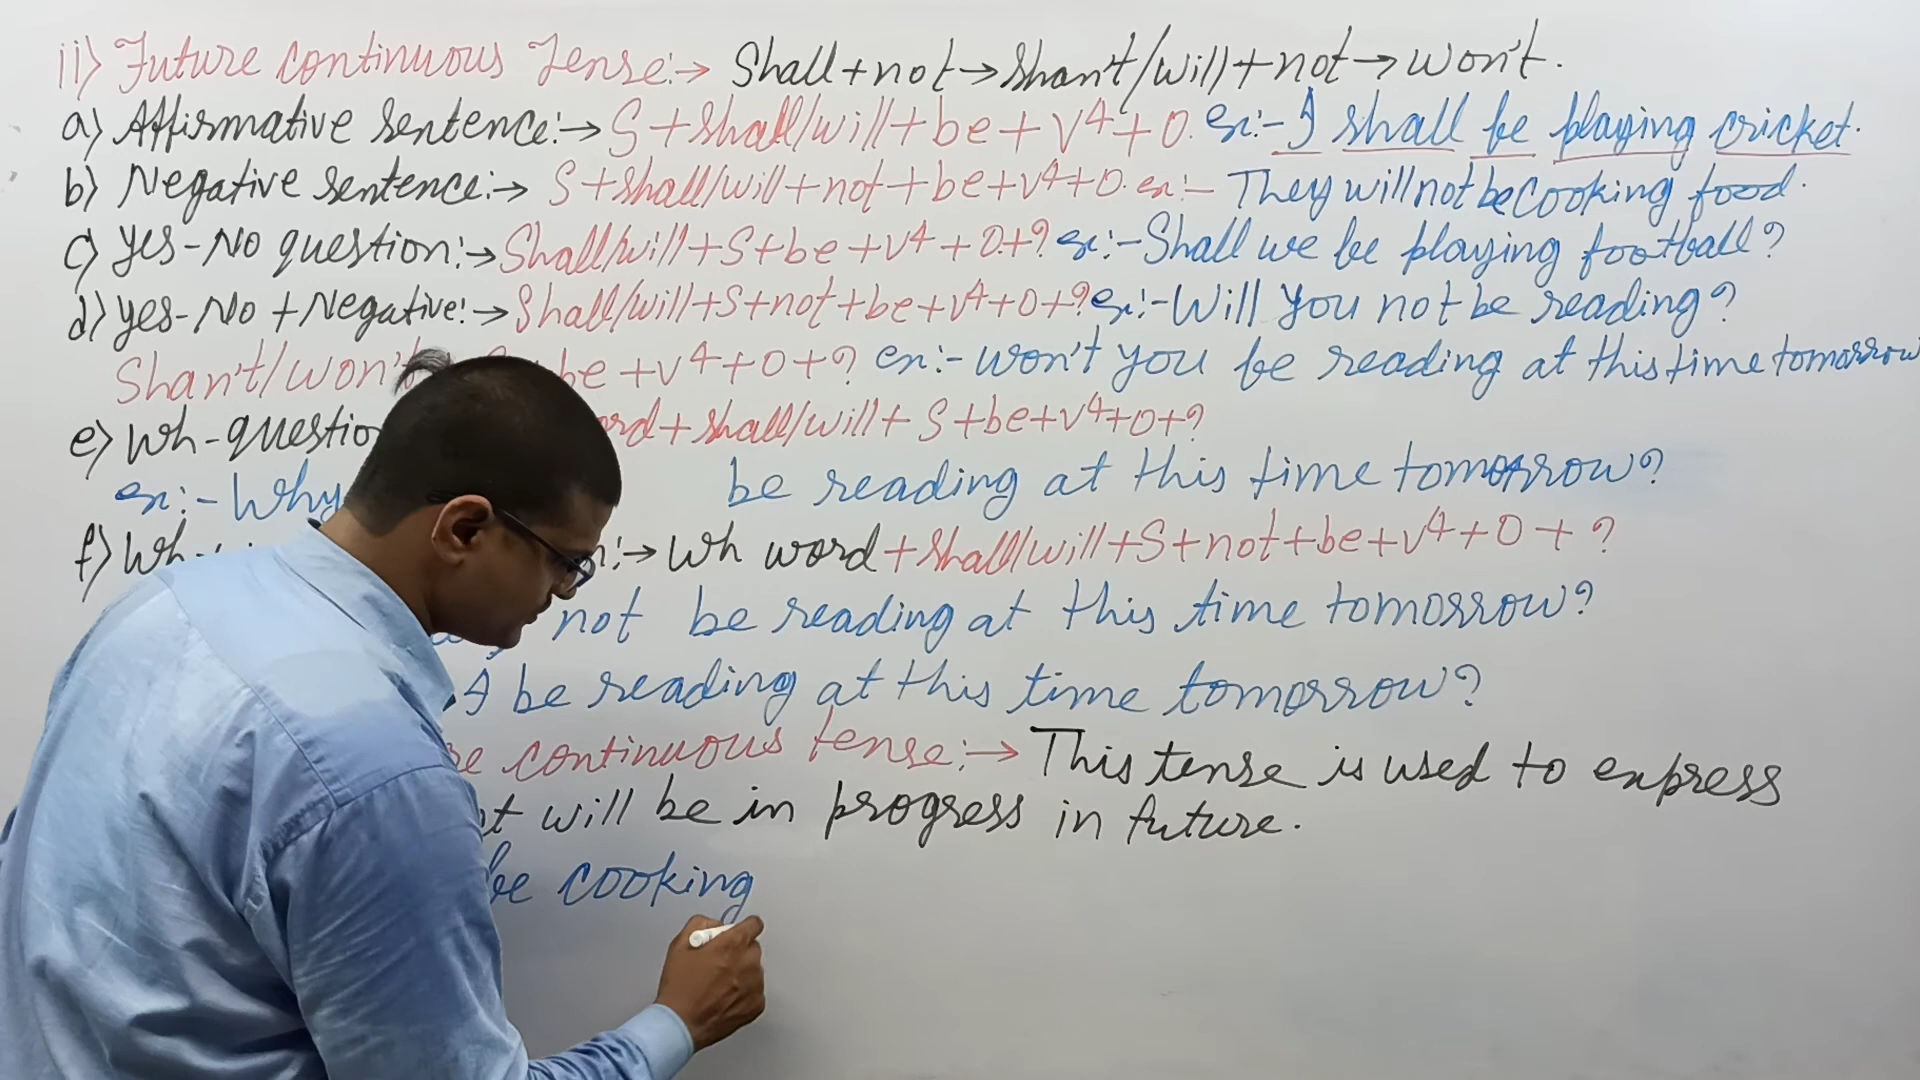 ii) Future continuous Tense:→ Shall+not→shan't/will+not→won't.
a) Affirmative sentence:→ S+shall/will+be+V⁴+O. ex:- I shall be playing cricket.
b) Negative sentence:→ S+shall/will+not+be+V⁴+O. ex:- They will not be cooking food.
c) Yes-No question:→ Shall/will+S+be+V⁴+O+? ex:- Shall we be playing football?
d) Yes-No+Negative:→ Shall/will+S+not+be+V⁴+O+? ex:- Will you not be reading?
Shan't/won't be+V⁴+O+? ex:- won't you be reading at this time tomorrow
e) Wh-question +shall/will+S+be+V⁴+O+?
ex:- Why be reading at this time tomorrow?
f) Wh :→ Wh word+shall/will+S+not+be+V⁴+O+?
not be reading at this time tomorrow?
I be reading at this time tomorrow?
continuous tense:→ This tense is used to express
will be in progress in future.
be cooking